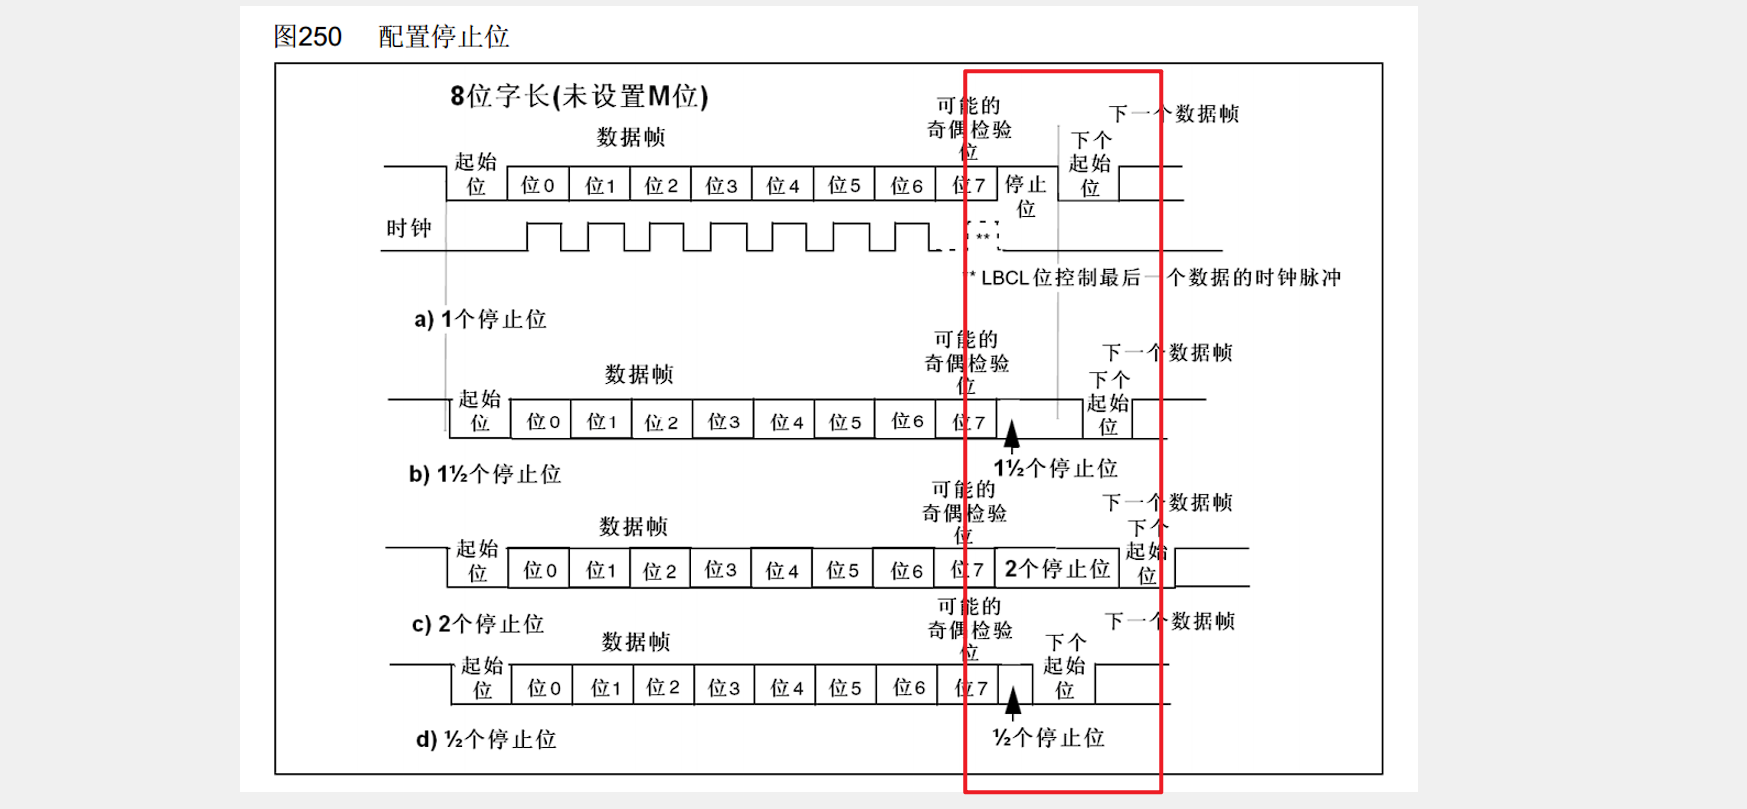 图250 配置停止位
8位字长(未设置M位)
数据帧
可能的
奇偶检验
位
下一个数据帧
下个
起始
位
起始
位
位0 位1 位2 位3 位4 位5 位6 位7
停止
位
时钟
**
** LBCL位控制最后一个数据的时钟脉冲
a) 1个停止位
数据帧
可能的
奇偶检验
位
下一个数据帧
下个
起始
位
起始
位
位0 位1 位2 位3 位4 位5 位6 位7
1½个停止位
b) 1½个停止位
数据帧
可能的
奇偶检验
位
下一个数据帧
下个
起始
位
起始
位
位0 位1 位2 位3 位4 位5 位6 位7 2个停止位
c) 2个停止位
数据帧
可能的
奇偶检验
位
下一个数据帧
下个
起始
位
起始
位
位0 位1 位2 位3 位4 位5 位6 位7
½个停止位
d) ½个停止位